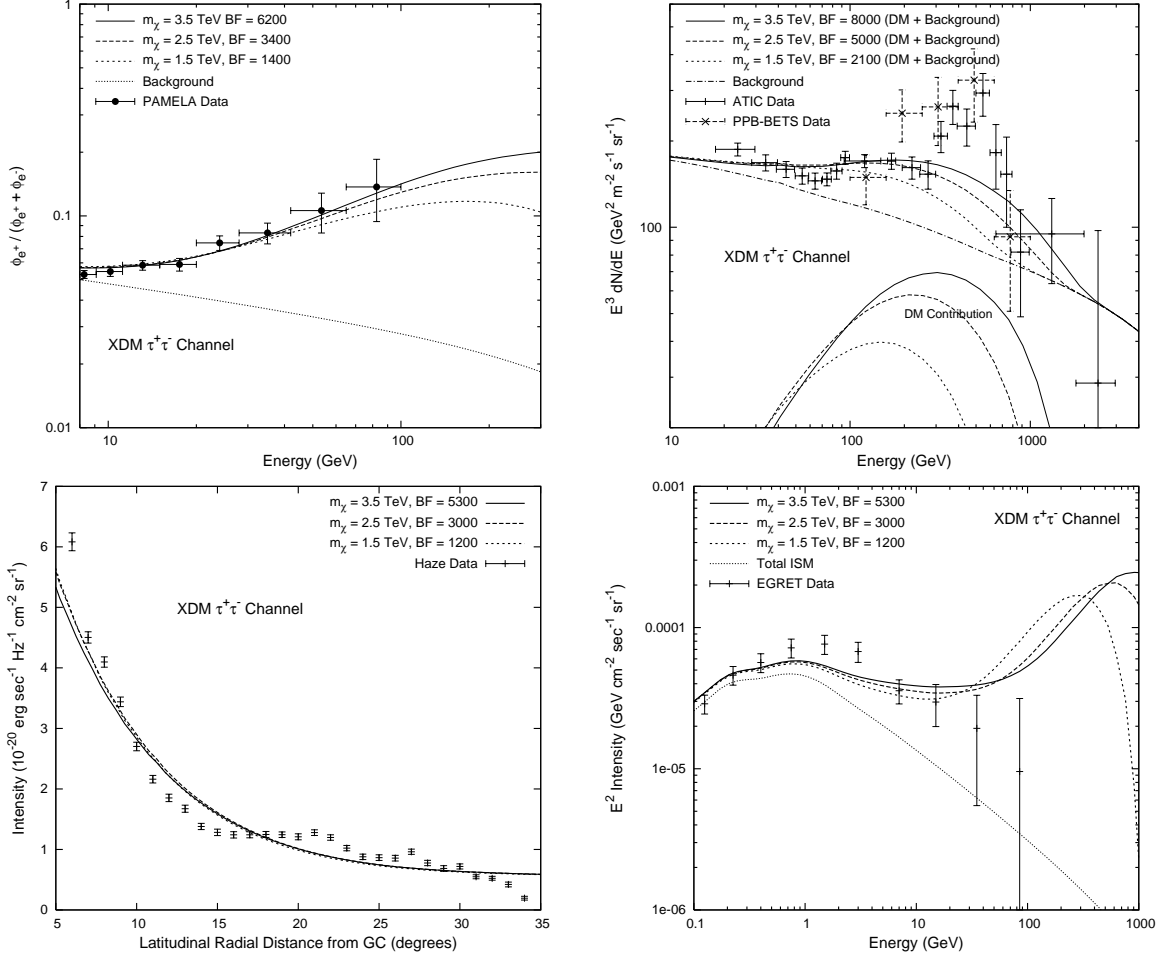 m_χ = 3.5 TeV BF = 6200
m_χ = 2.5 TeV, BF = 3400
m_χ = 1.5 TeV, BF = 1400
Background
PAMELA Data
XDM τ⁺τ⁻ Channel
ϕ_e⁺ / (ϕ_e⁺ + ϕ_e⁻)
1
0.1
0.01
10 100
Energy (GeV)
m_χ = 3.5 TeV, BF = 8000 (DM + Background)
m_χ = 2.5 TeV, BF = 5000 (DM + Background)
m_χ = 1.5 TeV, BF = 2100 (DM + Background)
Background
ATIC Data
PPB-BETS Data
XDM τ⁺τ⁻ Channel
DM Contribution
E³ dN/dE (GeV² m⁻² s⁻¹ sr⁻¹)
100
10 100 1000
Energy (GeV)
m_χ = 3.5 TeV, BF = 5300
m_χ = 2.5 TeV, BF = 3000
m_χ = 1.5 TeV, BF = 1200
Haze Data
XDM τ⁺τ⁻ Channel
Intensity (10⁻²⁰ erg sec⁻¹ Hz⁻¹ cm⁻² sr⁻¹)
7
6
5
4
3
2
1
0
5 10 15 20 25 30 35
Latitudinal Radial Distance from GC (degrees)
m_χ = 3.5 TeV, BF = 5300
m_χ = 2.5 TeV, BF = 3000
m_χ = 1.5 TeV, BF = 1200
Total ISM
EGRET Data
XDM τ⁺τ⁻ Channel
E² Intensity (GeV cm⁻² sec⁻¹ sr⁻¹)
0.001
0.0001
1e-05
1e-06
0.1 1 10 100 1000
Energy (GeV)